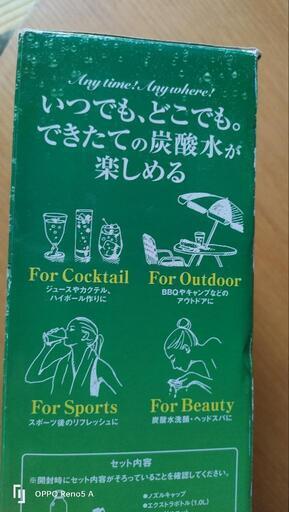 Any time! Any where!
いつでも、どこでも。
できたての炭酸水が
楽しめる
For Cocktail
ジュースやカクテル、
ハイボール作りに
For Outdoor
BBQやキャンプなどの
アウトドアに
For Sports
スポーツ後のリフレッシュに
For Beauty
炭酸水洗顔・ヘッドスパに
セット内容
※開封時にセット内容がそろっていることを確認してください。
●ノズルキャップ
●エクストラボトル(1.0L)
OPPO Reno5 A